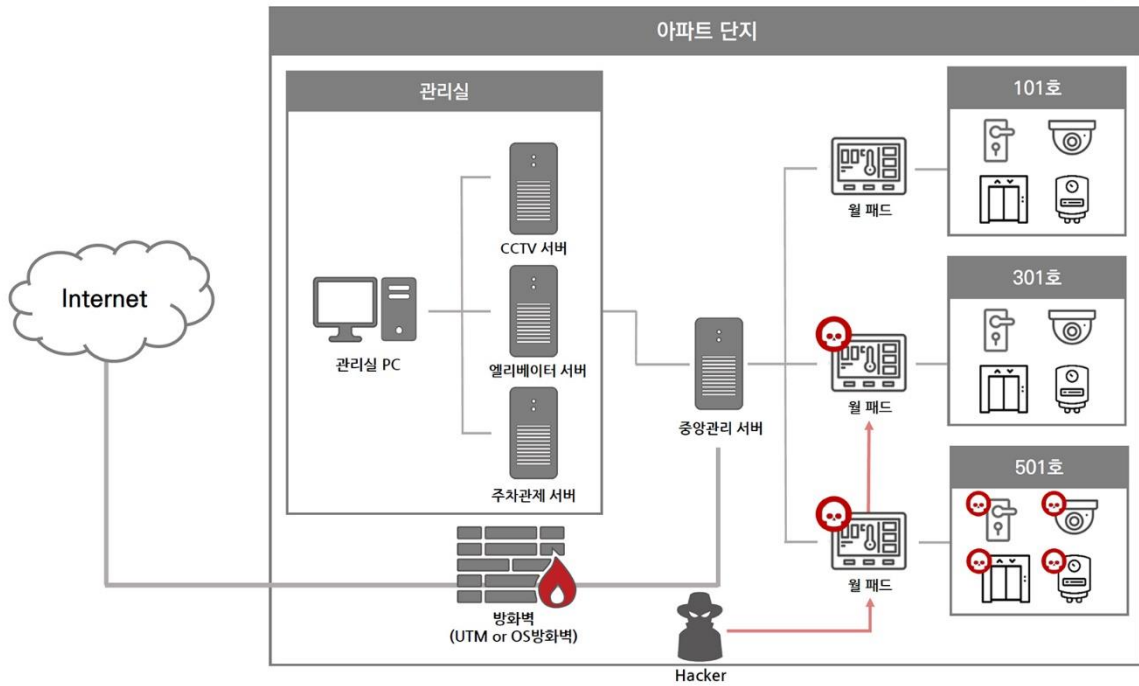 아파트 단지
관리실
101호
월 패드
CCTV 서버
Internet
301호
관리실 PC
엘리베이터 서버
월 패드
중앙관리 서버
501호
주차관제 서버
월 패드
방화벽
(UTM or OS방화벽)
Hacker